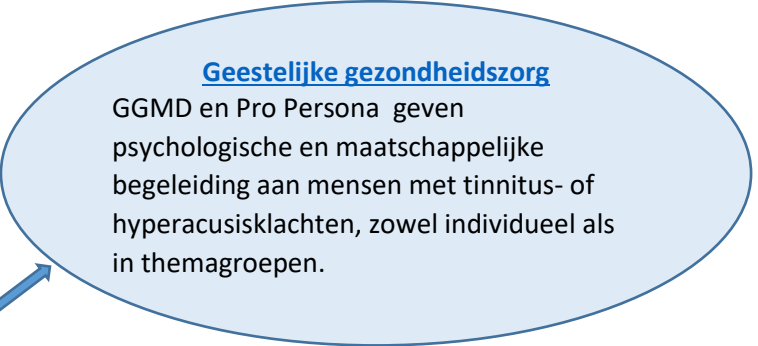 Geestelijke gezondheidszorg
GGMD en Pro Persona  geven
psychologische en maatschappelijke
begeleiding aan mensen met tinnitus- of
hyperacusisklachten, zowel individueel als
in themagroepen.